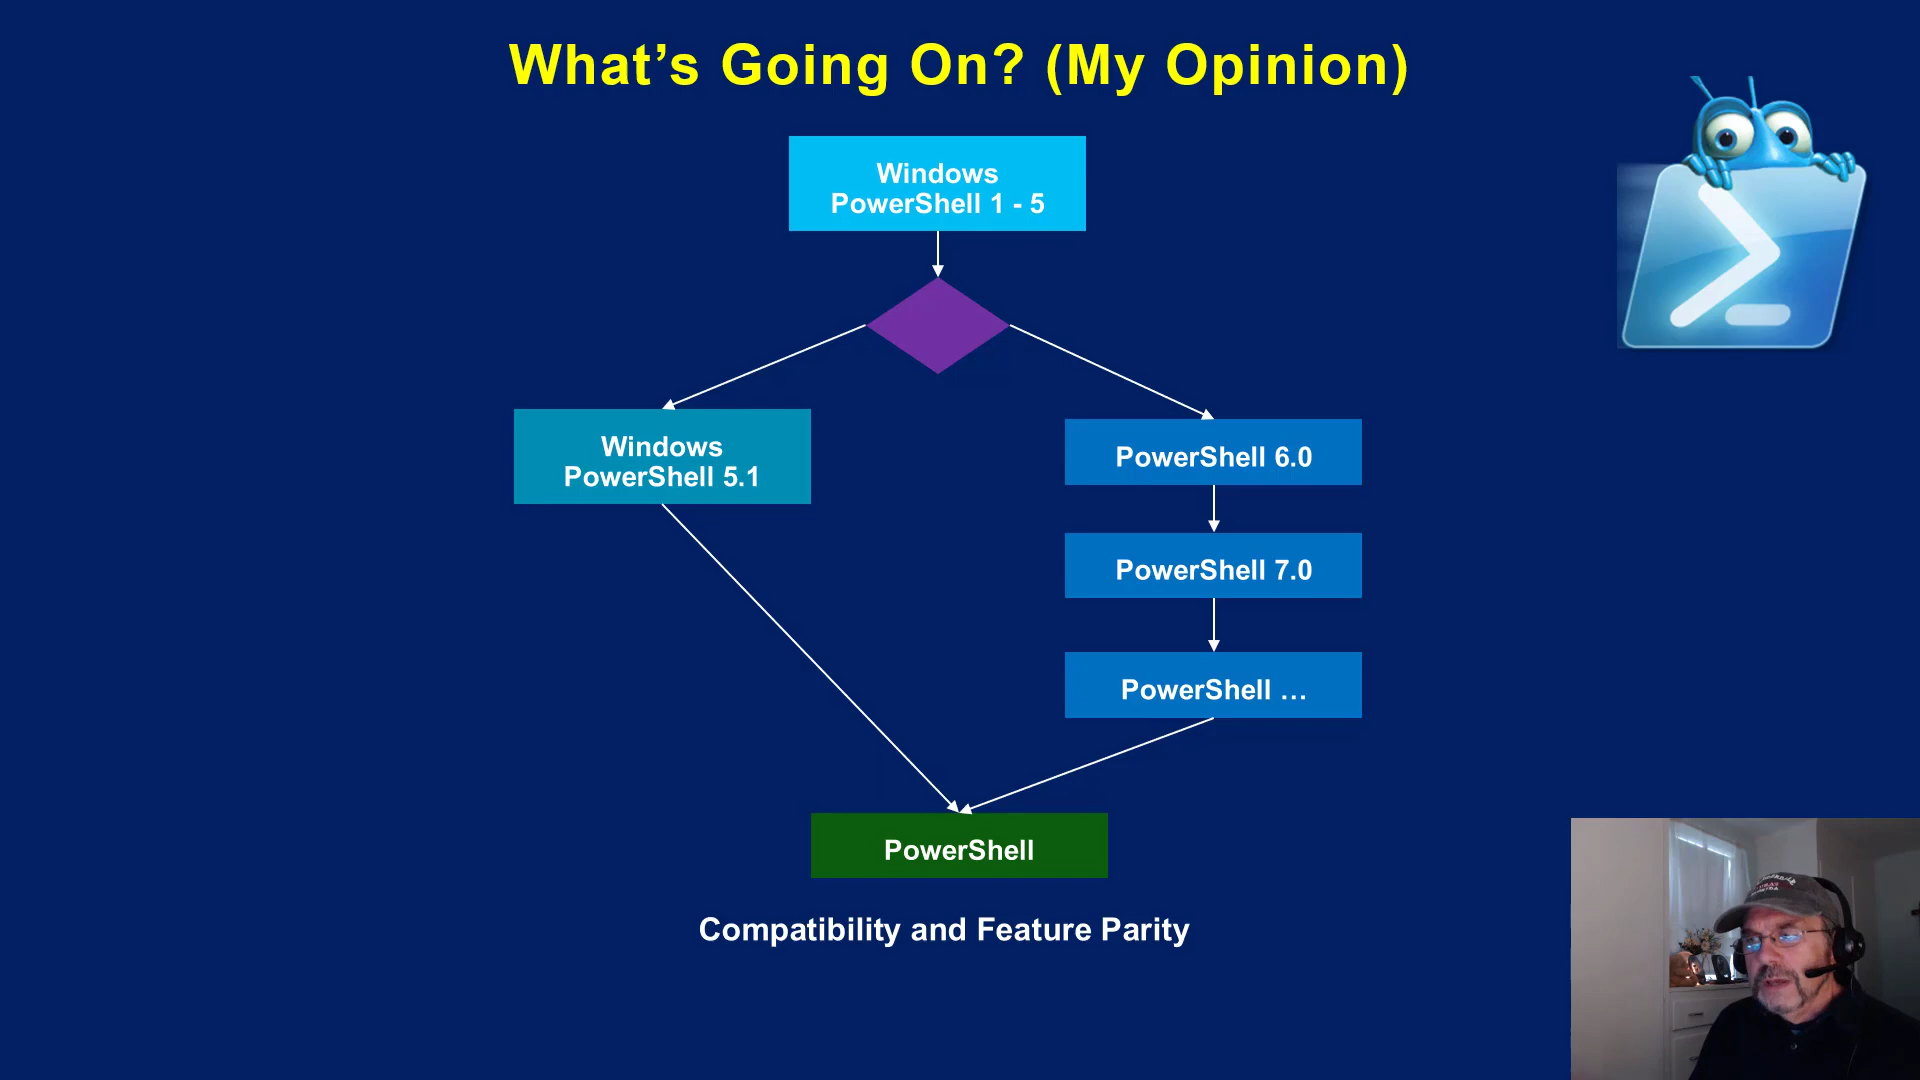 What’s Going On? (My Opinion)
Windows
PowerShell 1 - 5
Windows
PowerShell 5.1
PowerShell 6.0
PowerShell 7.0
PowerShell …
PowerShell
Compatibility and Feature Parity